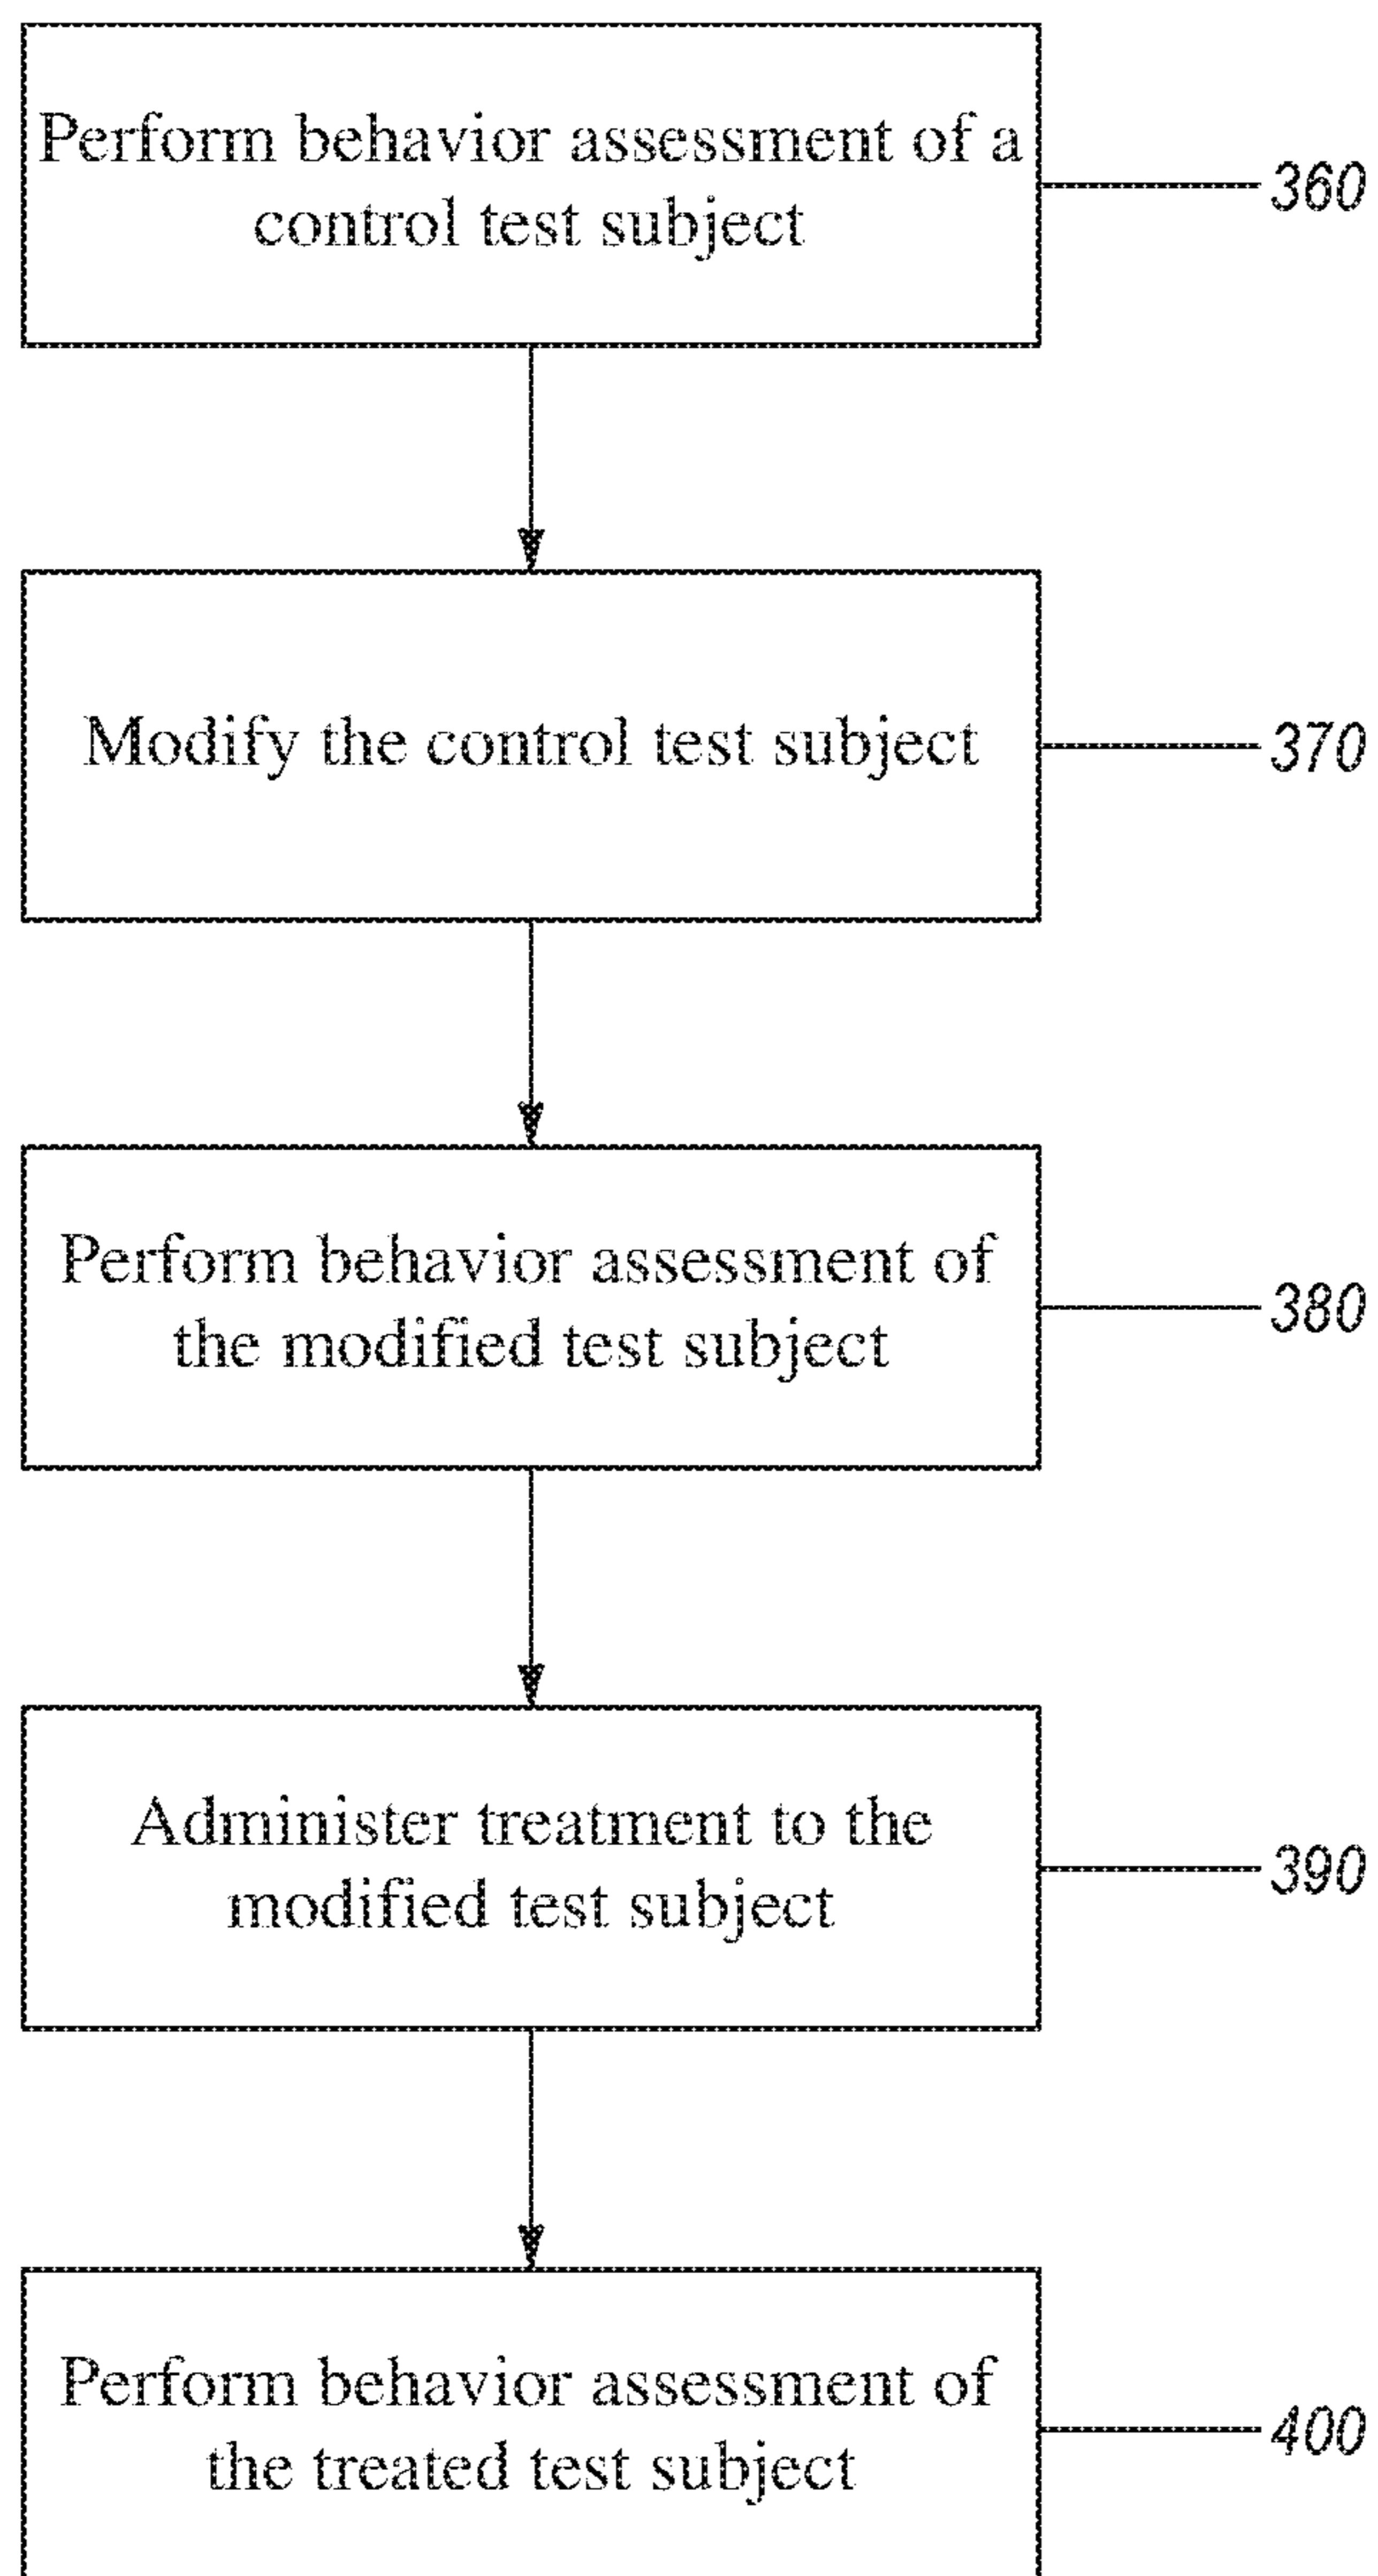 Perform behavior assessment of a
control test subject
360
Modify the control test subject
370
Perform behavior assessment of
the modified test subject
380
Administer treatment to the
modified test subject
390
Perform behavior assessment of
the treated test subject
400